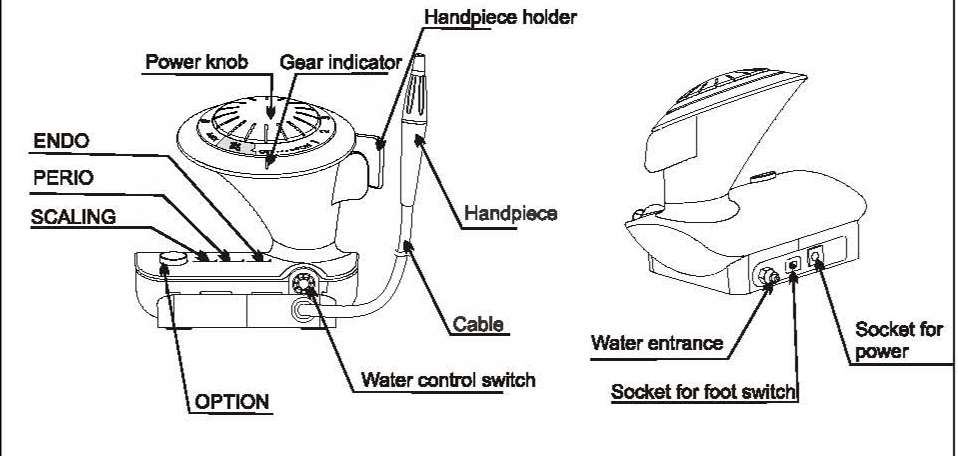 Handpiece holder
Power knob
Gear indicator
ENDO
PERIO
SCALING
Handpiece
Cable
Water control switch
OPTION
Water entrance
Socket for foot switch
Socket for
power